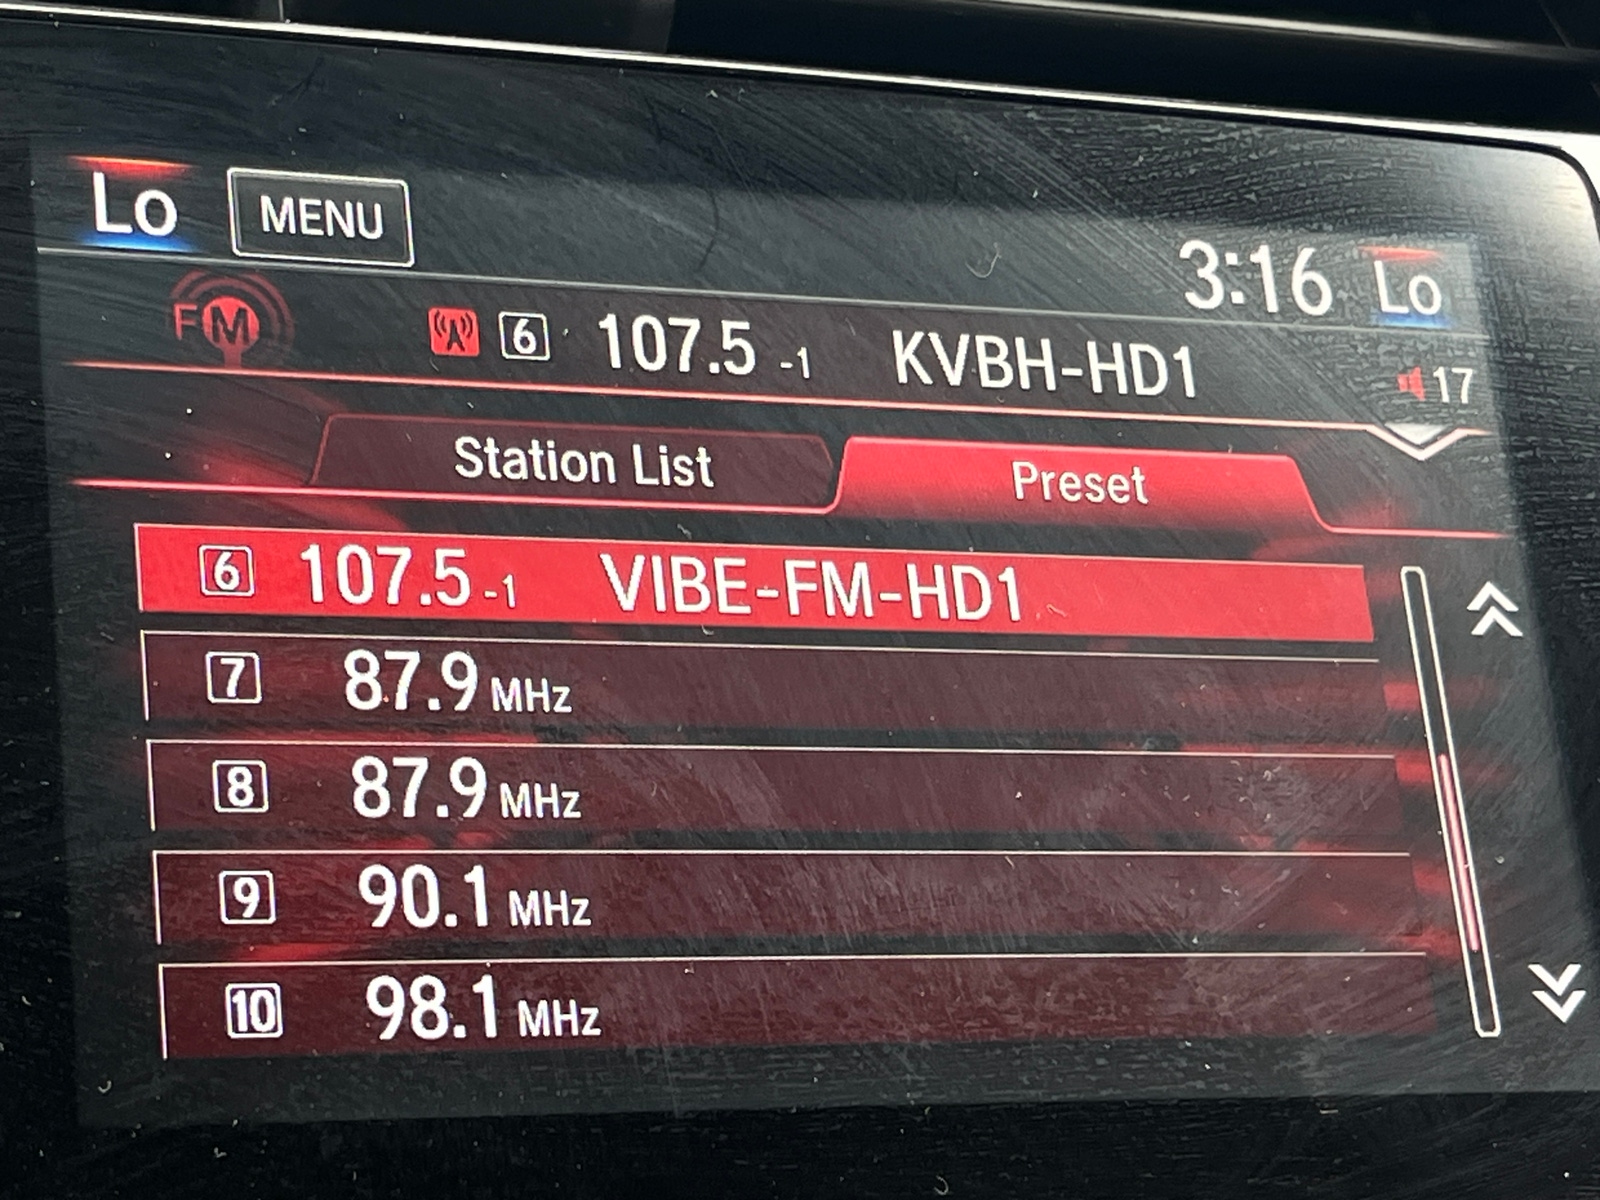 Lo MENU 3:16 Lo
FM 6 107.5 -1 KVBH-HD1 17
Station List Preset
6 107.5 -1 VIBE-FM-HD1
7 87.9 MHz
8 87.9 MHz
9 90.1 MHz
10 98.1 MHz